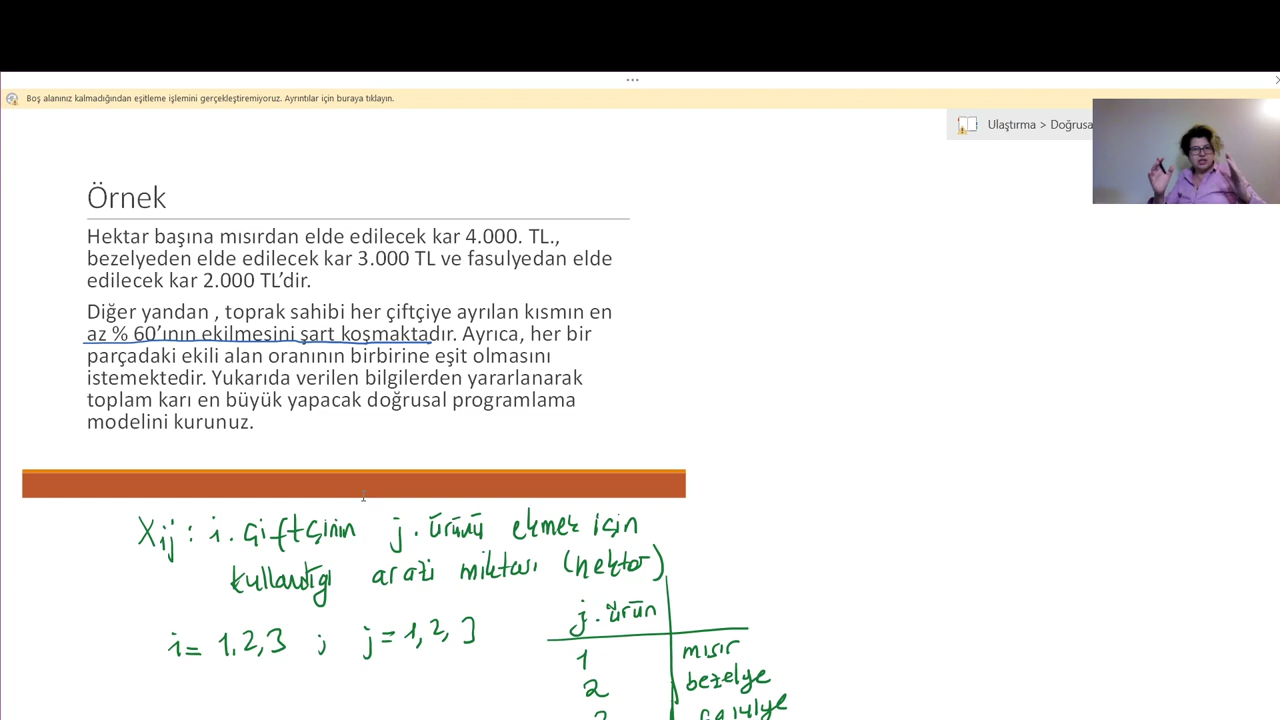 ...
Boş alanınız kalmadığından eşitleme işlemini gerçekleştiremiyoruz. Ayrıntılar için buraya tıklayın.
Ulaştırma > Doğrusa
Örnek
Hektar başına mısırdan elde edilecek kar 4.000. TL.,
bezelyeden elde edilecek kar 3.000 TL ve fasulyedan elde
edilecek kar 2.000 TL’dir.
Diğer yandan , toprak sahibi her çiftçiye ayrılan kısmın en
az % 60’ının ekilmesini şart koşmaktadır. Ayrıca, her bir
parçadaki ekili alan oranının birbirine eşit olmasını
istemektedir. Yukarıda verilen bilgilerden yararlanarak
toplam karı en büyük yapacak doğrusal programlama
modelini kurunuz.
Xij : i. çiftçinin j. ürünü ekmek için
kullandığı arazi miktarı (hektar)
i= 1,2,3 ; j= 1,2,3
j. ürün
1 mısır
2 bezelye